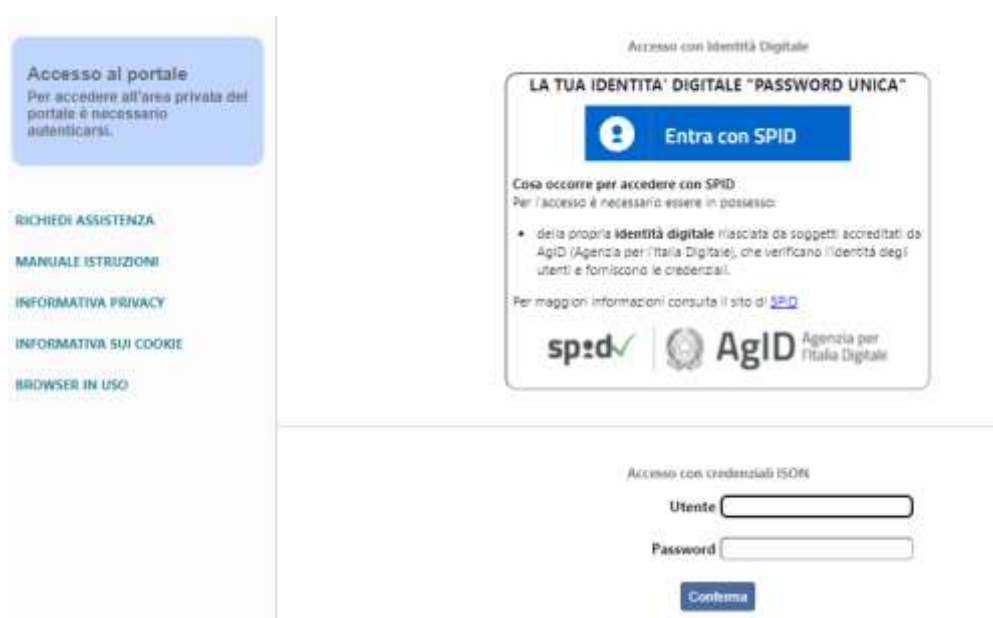 Accesso al portale
Per accedere all'area privata del
portale è necessario
autenticarsi.
RICHIEDI ASSISTENZA
MANUALE ISTRUZIONI
INFORMATIVA PRIVACY
INFORMATIVA SUI COOKIE
BROWSER IN USO
Accesso con Identità Digitale
LA TUA IDENTITA' DIGITALE "PASSWORD UNICA"
Entra con SPID
Cosa occorre per accedere con SPID
Per l'accesso è necessario essere in possesso:
• della propria identità digitale rilasciata da soggetti accreditati da
AgID (Agenzia per l'Italia Digitale), che verificano l'identità degli
utenti e forniscono le credenziali.
Per maggiori informazioni consulta il sito di SPID
spid
AgID Agenzia per
l'Italia Digitale
Accesso con credenziali ISON
Utente
Password
Conferma